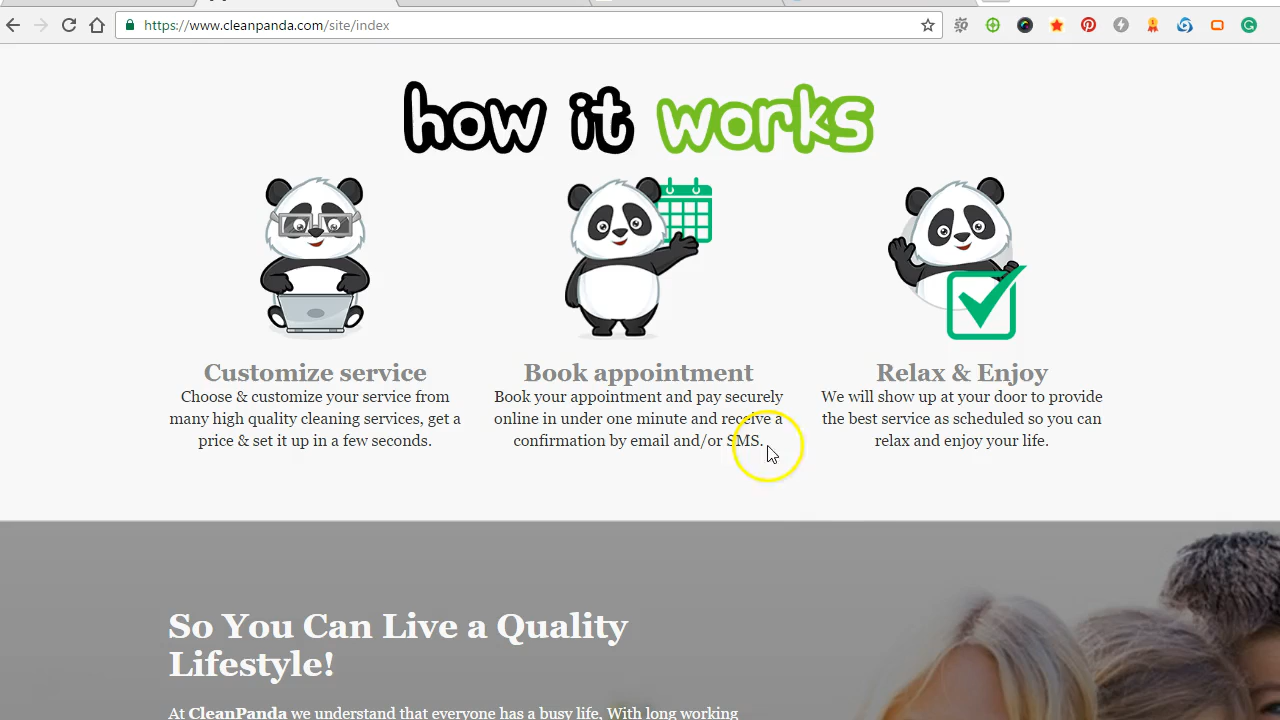 https://www.cleanpanda.com/site/index
how it works
Customize service
Choose & customize your service from
many high quality cleaning services, get a
price & set it up in a few seconds.
Book appointment
Book your appointment and pay securely
online in under one minute and receive a
confirmation by email and/or SMS.
Relax & Enjoy
We will show up at your door to provide
the best service as scheduled so you can
relax and enjoy your life.
So You Can Live a Quality
Lifestyle!
At CleanPanda we understand that everyone has a busy life. With long working